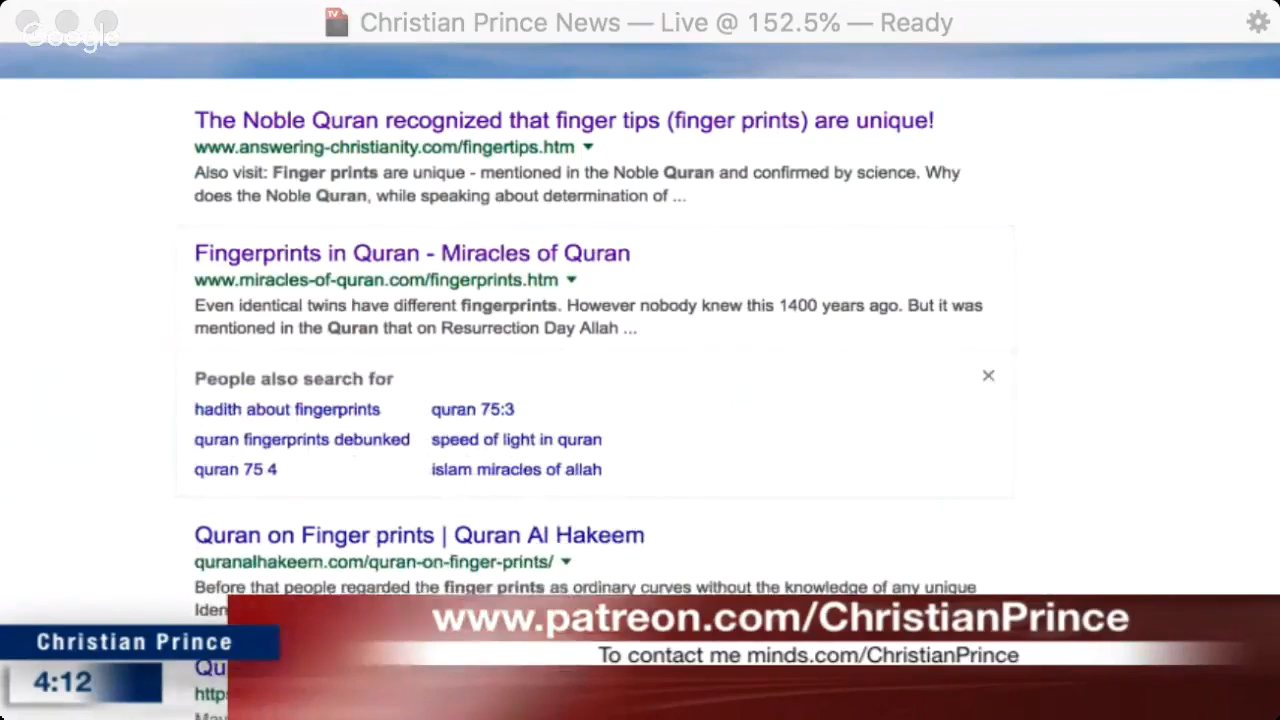 Google
TV
Christian Prince News — Live @ 152.5% — Ready
The Noble Quran recognized that finger tips (finger prints) are unique!
www.answering-christianity.com/fingertips.htm
Also visit: Finger prints are unique - mentioned in the Noble Quran and confirmed by science. Why
does the Noble Quran, while speaking about determination of ...
Fingerprints in Quran - Miracles of Quran
www.miracles-of-quran.com/fingerprints.htm
Even identical twins have different fingerprints. However nobody knew this 1400 years ago. But it was
mentioned in the Quran that on Resurrection Day Allah ...
People also search for
hadith about fingerprints quran 75:3
quran fingerprints debunked speed of light in quran
quran 75 4 islam miracles of allah
Quran on Finger prints | Quran Al Hakeem
quranalhakeem.com/quran-on-finger-prints/
Before that people regarded the finger prints as ordinary curves without the knowledge of any unique
Iden
www.patreon.com/ChristianPrince
Christian Prince
To contact me minds.com/ChristianPrince
Qu
4:12
https